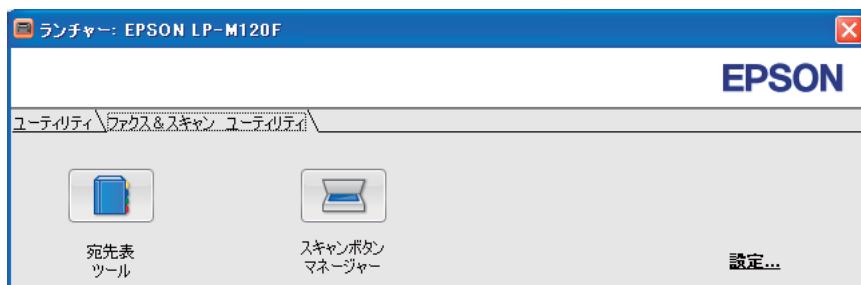 ランチャー: EPSON LP-M120F
EPSON
ユーティリティ ファクス＆スキャン ユーティリティ
宛先表
ツール
スキャンボタン
マネージャー
設定...